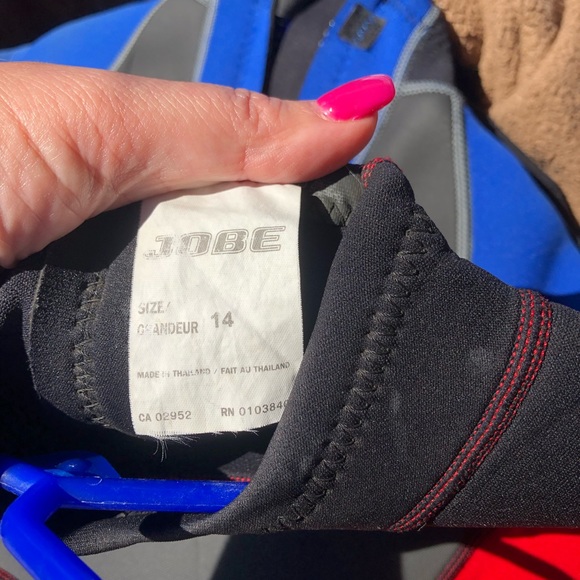 JOBE
SIZE/
GRANDEUR 14
MADE IN THAILAND / FAIT AU THAILAND
CA 02952 RN 0103840